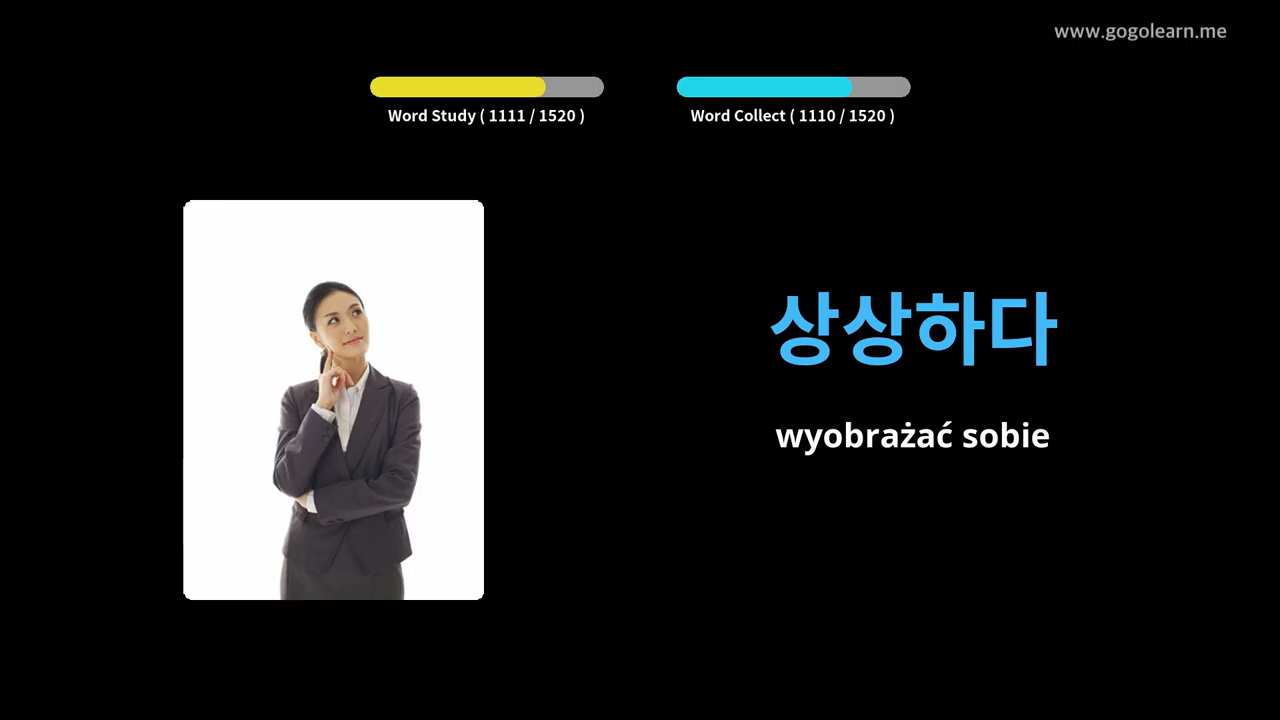 www.gogolearn.me
Word Study ( 1111 / 1520 )
Word Collect ( 1110 / 1520 )
상상하다
wyobrażać sobie